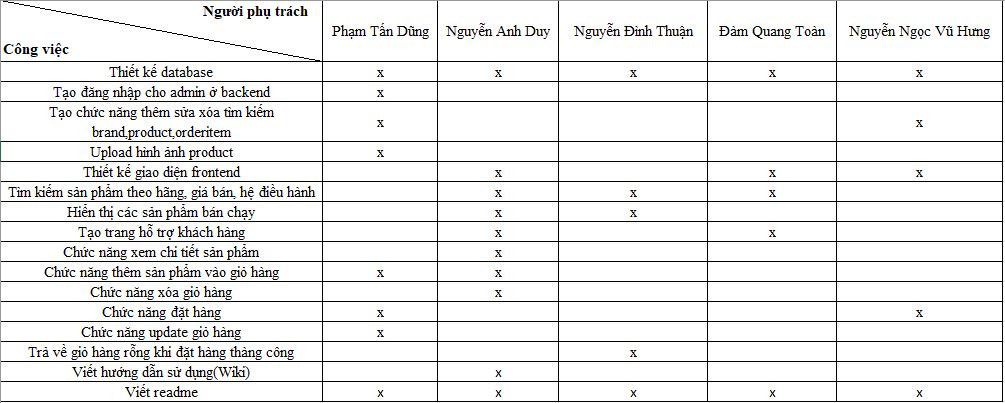 Người phụ trách
Công việc
Phạm Tấn Dũng Nguyễn Anh Duy Nguyễn Đình Thuận Đàm Quang Toàn Nguyễn Ngọc Vũ Hưng
Thiết kế database x x x x x
Tạo đăng nhập cho admin ở backend x
Tạo chức năng thêm sửa xóa tìm kiếm
brand,product,orderitem x x
Upload hình ảnh product x
Thiết kế giao diện frontend x x x
Tìm kiếm sản phẩm theo hãng, giá bán, hệ điều hành x x x
Hiển thị các sản phẩm bán chạy x x
Tạo trang hỗ trợ khách hàng x x
Chức năng xem chi tiết sản phẩm x
Chức năng thêm sản phẩm vào giỏ hàng x x
Chức năng xóa giỏ hàng x
Chức năng đặt hàng x x
Chức năng update giỏ hàng x
Trả về giỏ hàng rỗng khi đặt hàng thàng công x
Viết hướng dẫn sử dụng(Wiki) x
Viết readme x x x x x